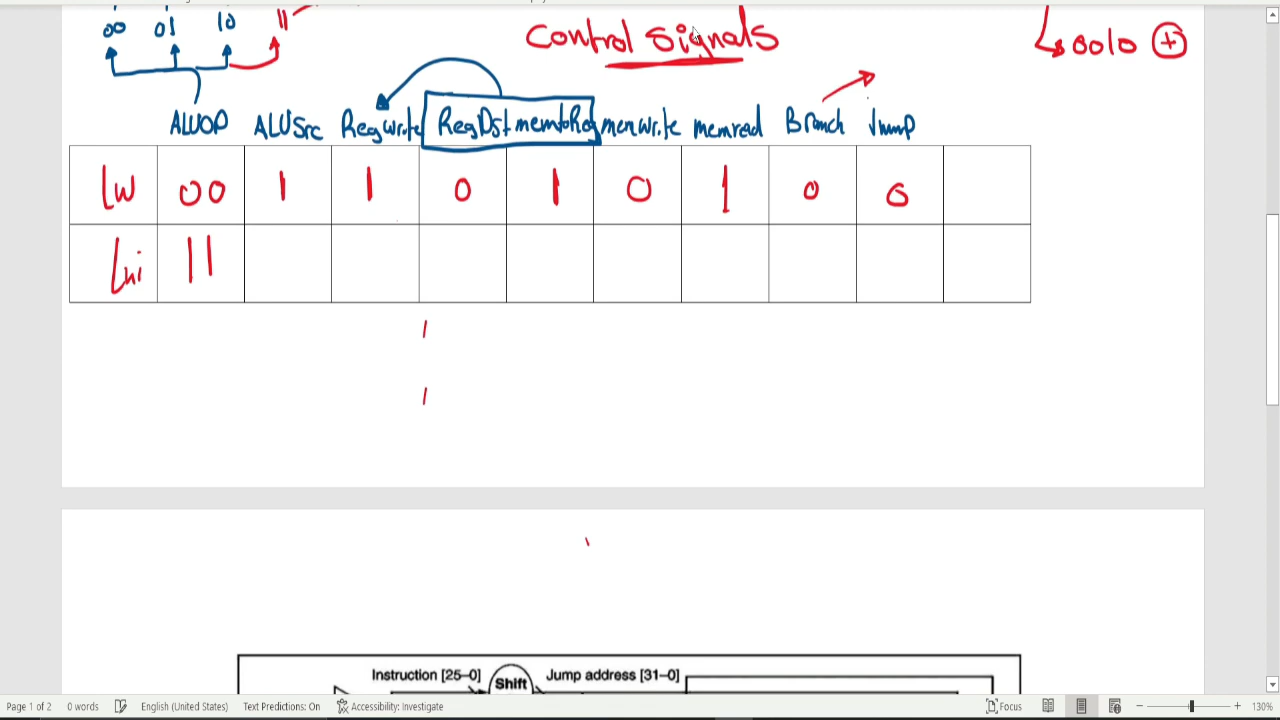 00 01 10 11
Control Signals
0010 +
ALUOP ALUSrc RegWrite RegDst memtoReg memWrite memread Branch Jump
lw 00 1 1 0 1 0 1 0 0
Lui 11
Instruction [25–0] Shift Jump address [31–0]
Page 1 of 2 0 words English (United States) Text Predictions: On Accessibility: Investigate Focus 130%